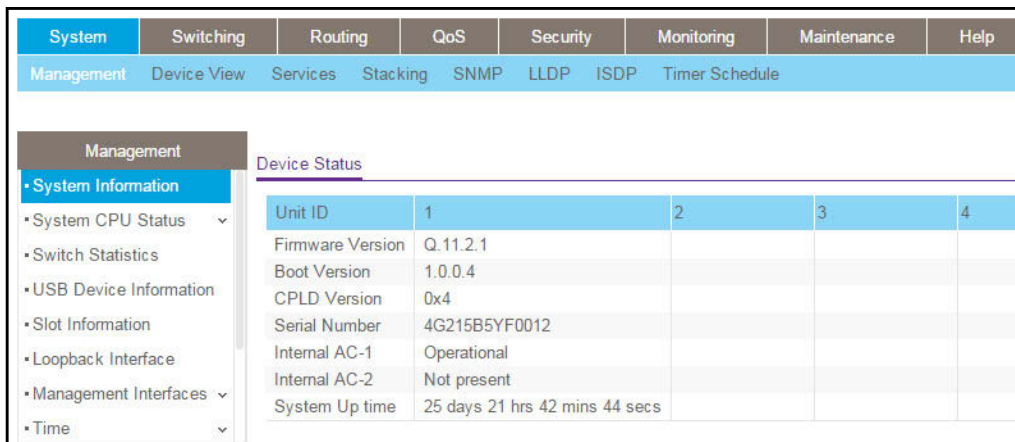 System Switching Routing QoS Security Monitoring Maintenance Help
Management Device View Services Stacking SNMP LLDP ISDP Timer Schedule
Management
System Information
System CPU Status
Switch Statistics
USB Device Information
Slot Information
Loopback Interface
Management Interfaces
Time
Device Status
Unit ID 1 2 3 4
Firmware Version Q.11.2.1
Boot Version 1.0.0.4
CPLD Version 0x4
Serial Number 4G215B5YF0012
Internal AC-1 Operational
Internal AC-2 Not present
System Up time 25 days 21 hrs 42 mins 44 secs